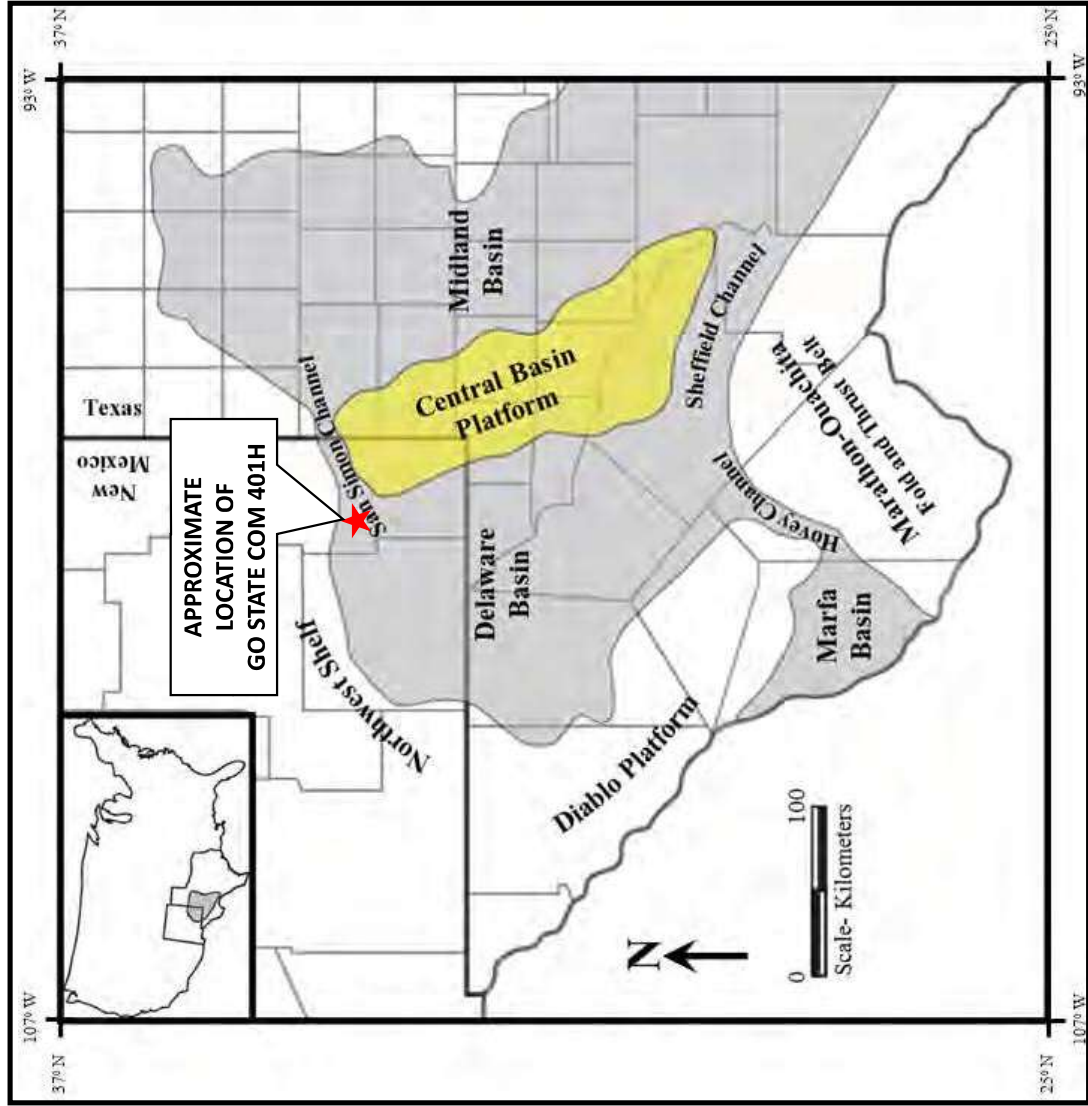 107° W
93° W
37° N
37° N
Texas
New
Mexico
APPROXIMATE
LOCATION OF
GO STATE COM 401H
San Simon Channel
Northwest Shelf
Midland
Basin
Central Basin
Platform
Delaware
Basin
Sheffield Channel
Hovey Channel
Marathon-Ouachita
Fold and Thrust Belt
Diablo Platform
Marfa
Basin
N
0
100
Scale- Kilometers
25° N
25° N
107° W
93° W